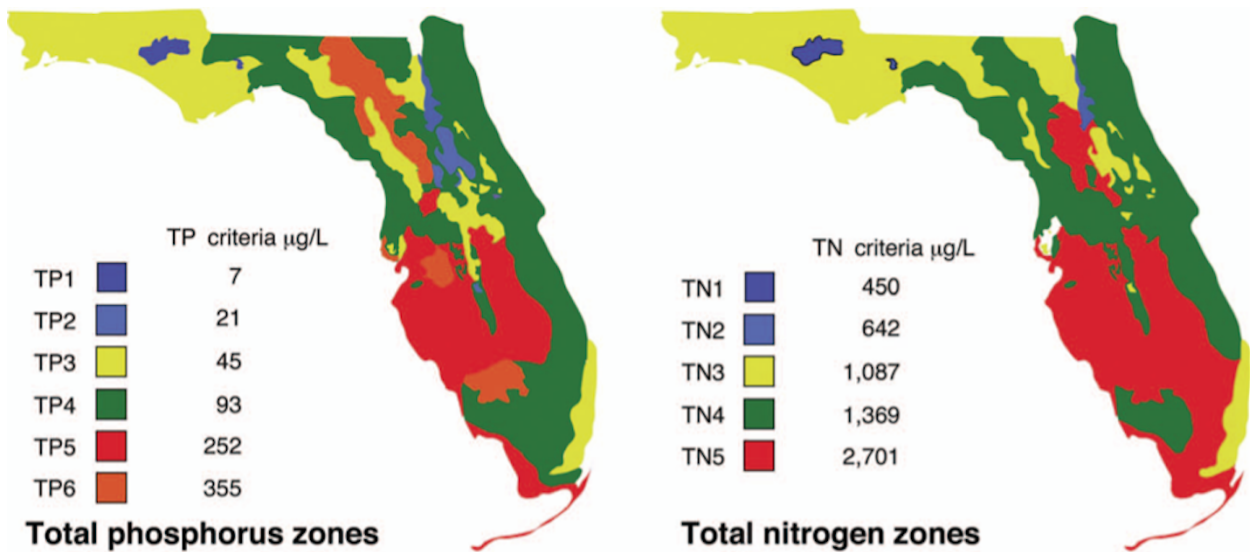 TP criteria µg/L
TP1 7
TP2 21
TP3 45
TP4 93
TP5 252
TP6 355
Total phosphorus zones
TN criteria µg/L
TN1 450
TN2 642
TN3 1,087
TN4 1,369
TN5 2,701
Total nitrogen zones